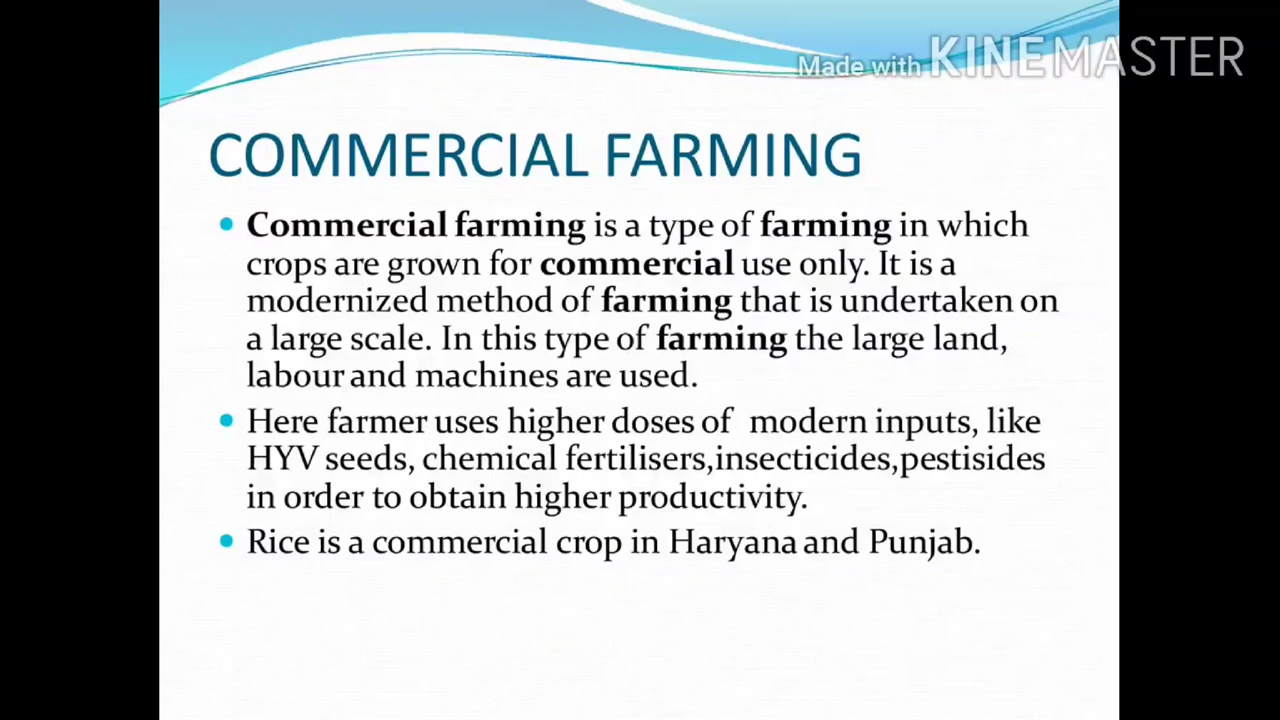 Made with KINEMASTER
COMMERCIAL FARMING
• Commercial farming is a type of farming in which
crops are grown for commercial use only. It is a
modernized method of farming that is undertaken on
a large scale. In this type of farming the large land,
labour and machines are used.
• Here farmer uses higher doses of modern inputs, like
HYV seeds, chemical fertilisers,insecticides,pestisides
in order to obtain higher productivity.
• Rice is a commercial crop in Haryana and Punjab.